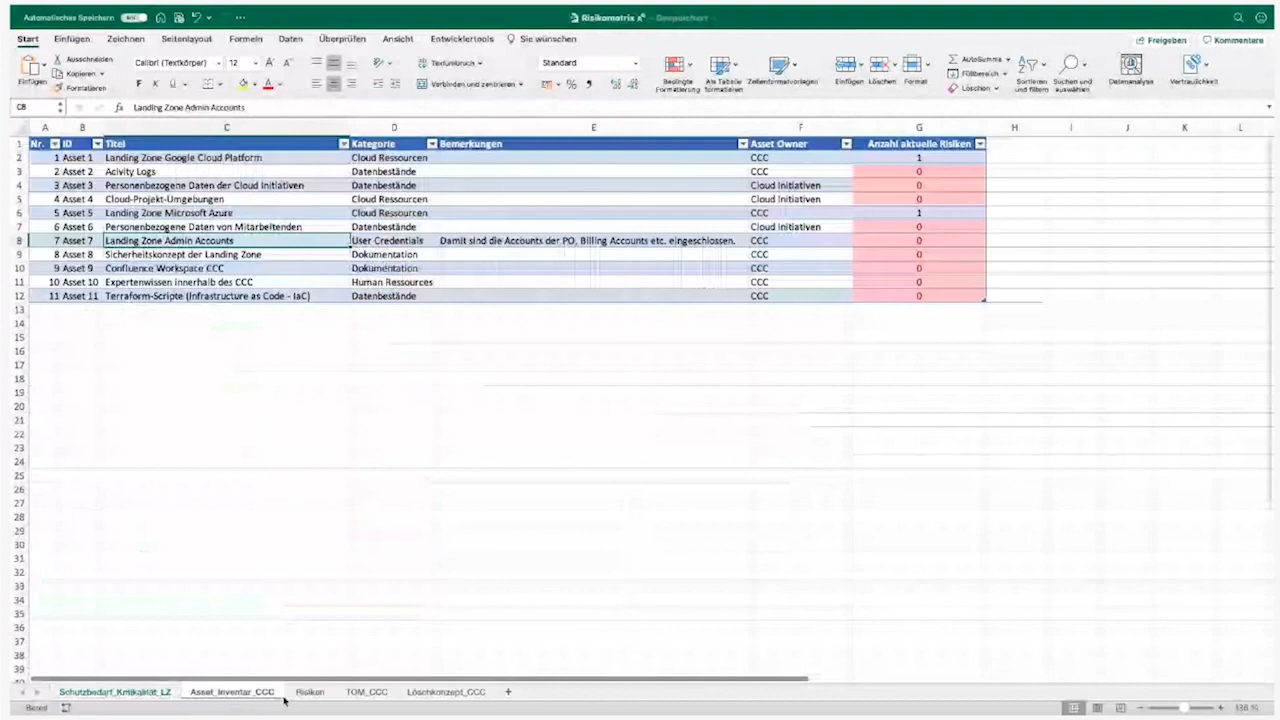 Automatisches Speichern
Risikomatrix x — Gespeichert
Start Einfügen Zeichnen Seitenlayout Formeln Daten Überprüfen Ansicht Entwicklertools Sie wünschen Freigeben Kommentare
Einfügen Ausschneiden Kopieren Formatieren
Calibri (Textkörper) 12
F K U
Textumbruch
Verbinden und zentrieren
Standard
Bedingte Formatierung
Als Tabelle formatieren
Zellenformatvorlagen
Einfügen Löschen Format
AutoSumme
Füllbereich
Löschen
Sortieren und filtern
Suchen und auswählen
Datenanalyse
Vertraulichkeit
C8 fx Landing Zone Admin Accounts
A B C D E F G H I J K L
1 Nr. ID Titel Kategorie Bemerkungen Asset Owner Anzahl aktuelle Risiken
2 1 Asset 1 Landing Zone Google Cloud Platform Cloud Ressourcen CCC 1
3 2 Asset 2 Acivity Logs Datenbestände CCC 0
4 3 Asset 3 Personenbezogene Daten der Cloud Initiativen Datenbestände Cloud Initiativen 0
5 4 Asset 4 Cloud-Projekt-Umgebungen Cloud Ressourcen Cloud Initiativen 0
6 5 Asset 5 Landing Zone Microsoft Azure Cloud Ressourcen CCC 1
7 6 Asset 6 Personenbezogene Daten von Mitarbeitenden Datenbestände Cloud Initiativen 0
8 7 Asset 7 Landing Zone Admin Accounts User Credentials Damit sind die Accounts der PO, Billing Accounts etc. eingeschlossen. CCC 0
9 8 Asset 8 Sicherheitskonzept der Landing Zone Dokumentation CCC 0
10 9 Asset 9 Confluence Workspace CCC Dokumentation CCC 0
11 10 Asset 10 Expertenwissen innerhalb des CCC Human Ressources CCC 0
12 11 Asset 11 Terraform-Scripte (Infrastructure as Code - IaC) Datenbestände CCC 0
13
14
15
16
17
18
19
20
21
22
23
24
25
26
27
28
29
30
31
32
33
34
35
36
37
38
39
Schutzbedarf_Kritikalität_LZ Asset_Inventar_CCC Risiken TOM_CCC Löschkonzept_CCC +
Bereit 136 %